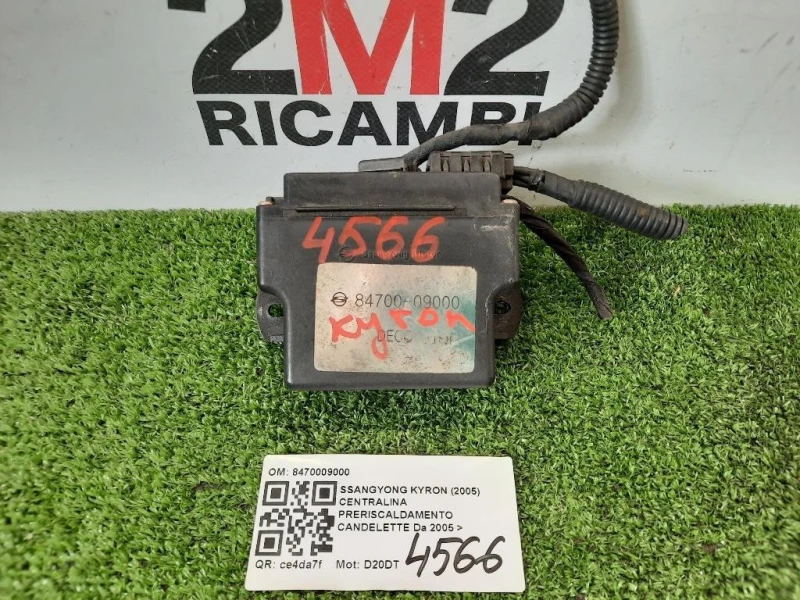 2M2
RICAMBI
4566
84700-09000
Kyron
OM: 8470009000
SSANGYONG KYRON (2005)
CENTRALINA
PRERISCALDAMENTO
CANDELETTE Da 2005 >
QR: ce4da7f Mot: D20DT
4566